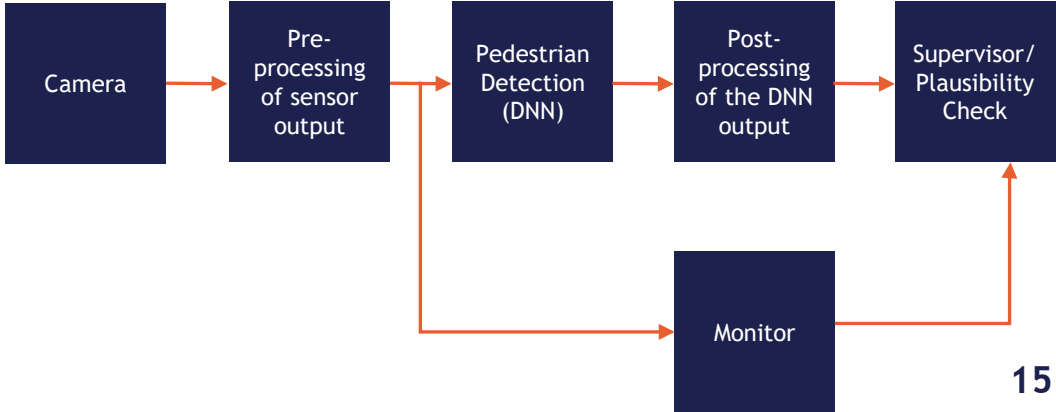 Camera
Pre-
processing
of sensor
output
Pedestrian
Detection
(DNN)
Post-
processing
of the DNN
output
Supervisor/
Plausibility
Check
Monitor
15